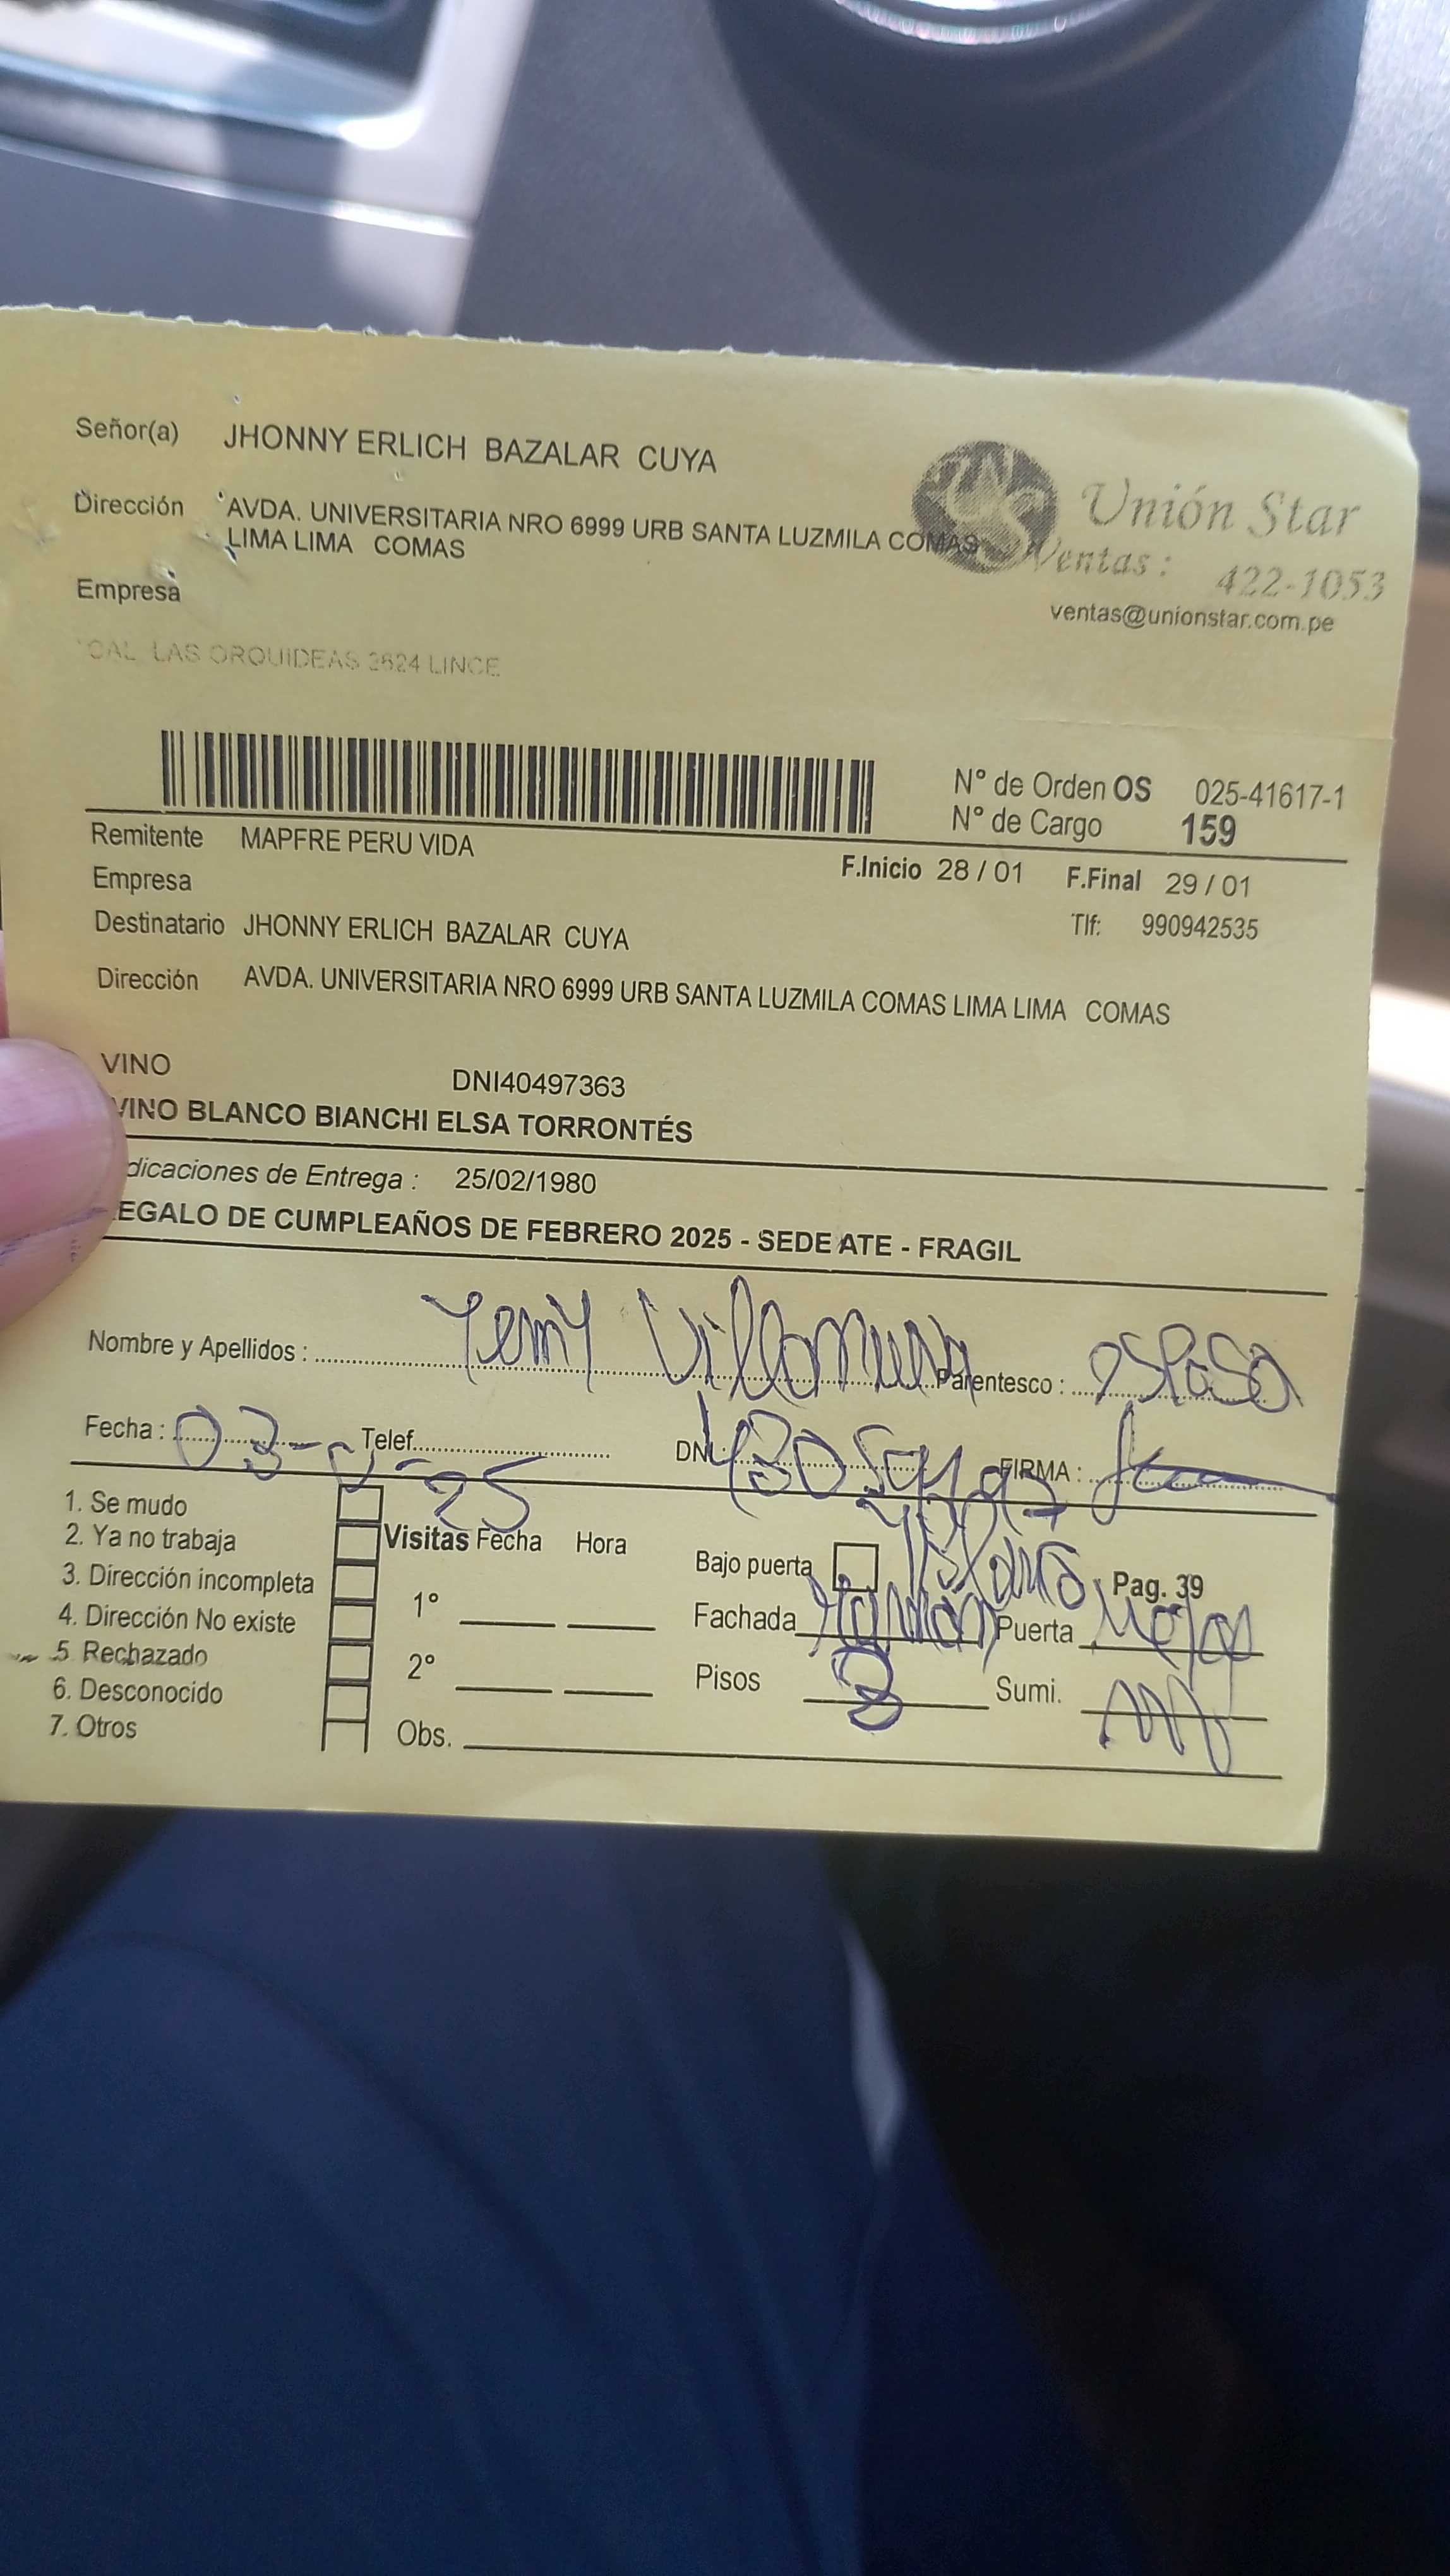 Señor(a) JHONNY ERLICH BAZALAR CUYA
Dirección AVDA. UNIVERSITARIA NRO 6999 URB SANTA LUZMILA COMAS
LIMA LIMA COMAS
Unión Star
Ventas : 422-1053
ventas@unionstar.com.pe
Empresa
CAL LAS ORQUIDEAS 2624 LINCE
N° de Orden OS 025-41617-1
N° de Cargo 159
Remitente MAPFRE PERU VIDA
F.Inicio 28 / 01 F.Final 29 / 01
Empresa
Tlf: 990942535
Destinatario JHONNY ERLICH BAZALAR CUYA
Dirección AVDA. UNIVERSITARIA NRO 6999 URB SANTA LUZMILA COMAS LIMA LIMA COMAS
VINO DNI40497363
VINO BLANCO BIANCHI ELSA TORRONTÉS
dicaciones de Entrega : 25/02/1980
EGALO DE CUMPLEAÑOS DE FEBRERO 2025 - SEDE ATE - FRAGIL
Nombre y Apellidos : Parentesco : esposa
Fecha : 03- -25 Telef. DNI: FIRMA :
1. Se mudo
2. Ya no trabaja
3. Dirección incompleta
4. Dirección No existe
5. Rechazado
6. Desconocido
7. Otros
Visitas Fecha Hora
1°
2°
Obs.
Bajo puerta Pag. 39
Fachada Puerta
Pisos 3 Sumi.